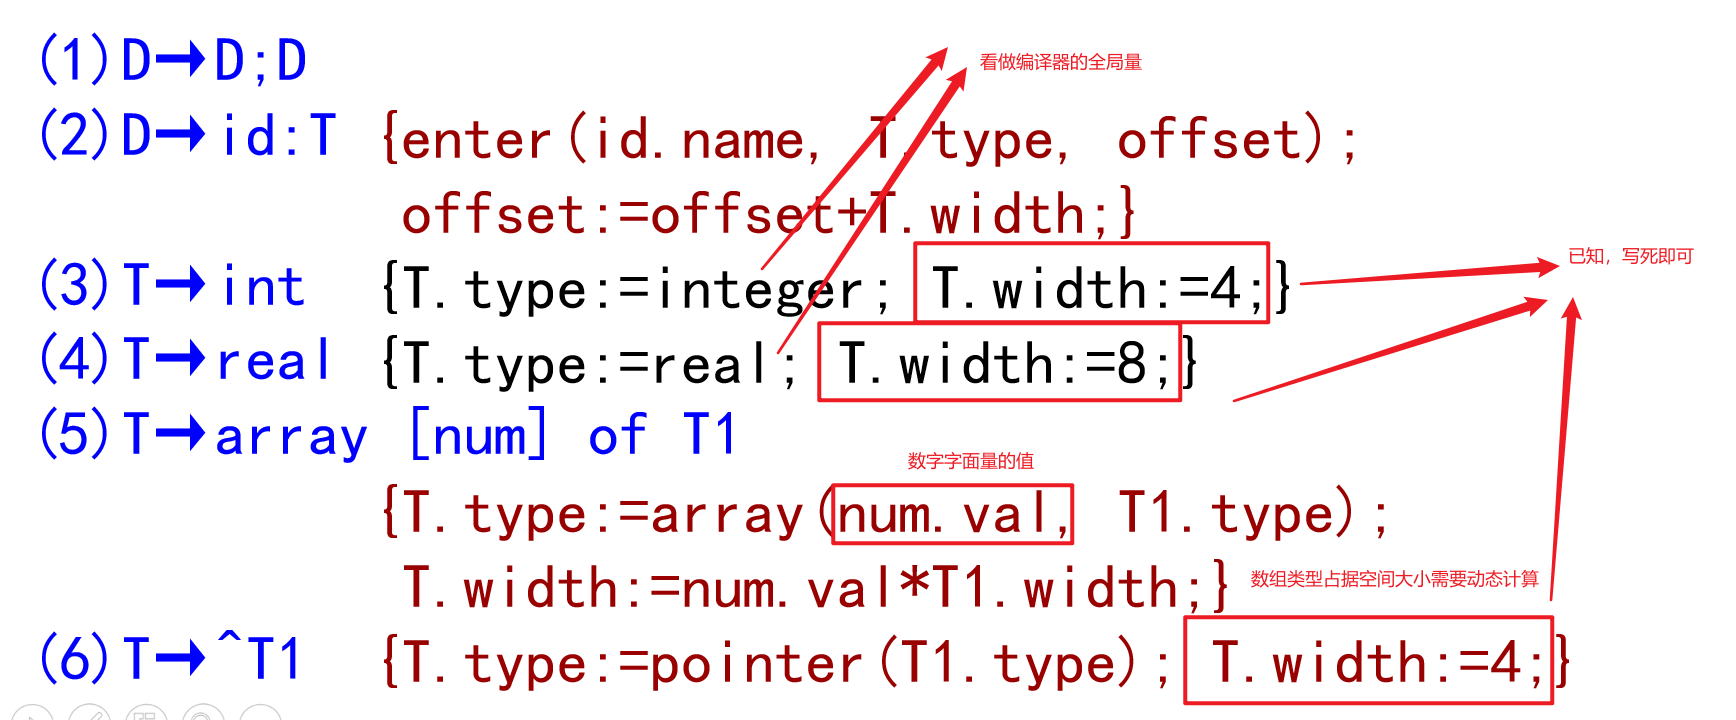 (1)D→D;D
看做编译器的全局量
(2)D→id:T {enter(id.name, T.type, offset);
offset:=offset+T.width;}
已知，写死即可
(3)T→int {T.type:=integer; T.width:=4;}
(4)T→real {T.type:=real; T.width:=8;}
(5)T→array [num] of T1
数字字面量的值
{T.type:=array(num.val, T1.type);
T.width:=num.val*T1.width;}
数组类型占据空间大小需要动态计算
(6)T→^T1 {T.type:=pointer(T1.type); T.width:=4;}